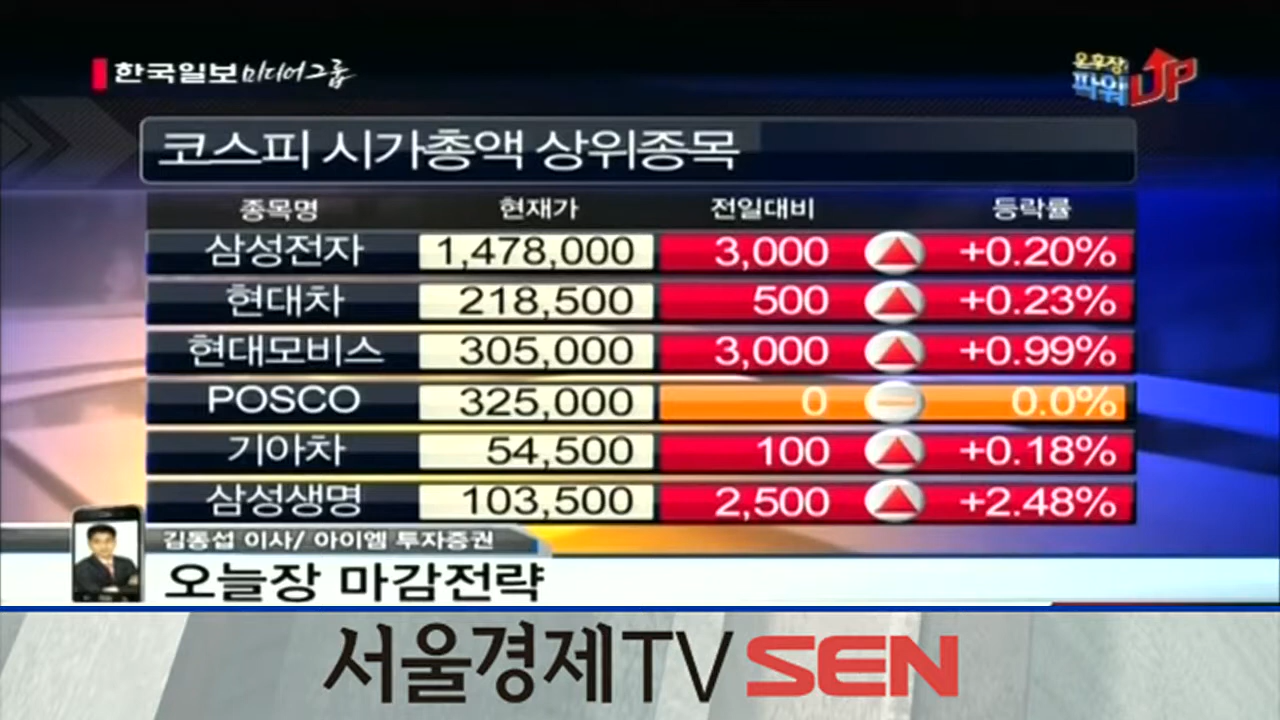 한국일보 미디어그룹
오후장 파워 UP
코스피 시가총액 상위종목
종목명 현재가 전일대비 등락률
삼성전자 1,478,000 3,000 ▲ +0.20%
현대차 218,500 500 ▲ +0.23%
현대모비스 305,000 3,000 ▲ +0.99%
POSCO 325,000 0 - 0.0%
기아차 54,500 100 ▲ +0.18%
삼성생명 103,500 2,500 ▲ +2.48%
김동섭 이사/ 아이엠 투자증권
오늘장 마감전략
서울경제TV SEN